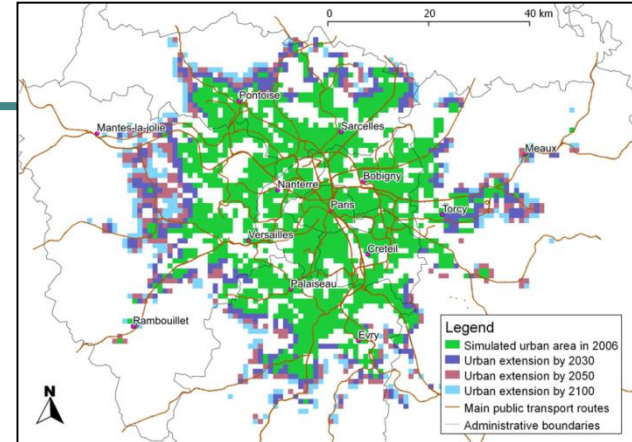 0 20 40 km
Pontoise
Mantes-la-jolie
Sarcelles
Meaux
Bobigny
Nanterre
Torcy
Paris
Versailles
Creteil
Palaiseau
Rambouillet
Evry
N
Legend
Simulated urban area in 2006
Urban extension by 2030
Urban extension by 2050
Urban extension by 2100
Main public transport routes
Administrative boundaries